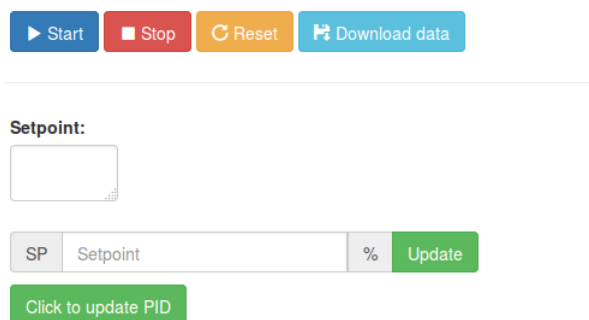 Start Stop Reset Download data
Setpoint:
SP Setpoint % Update
Click to update PID